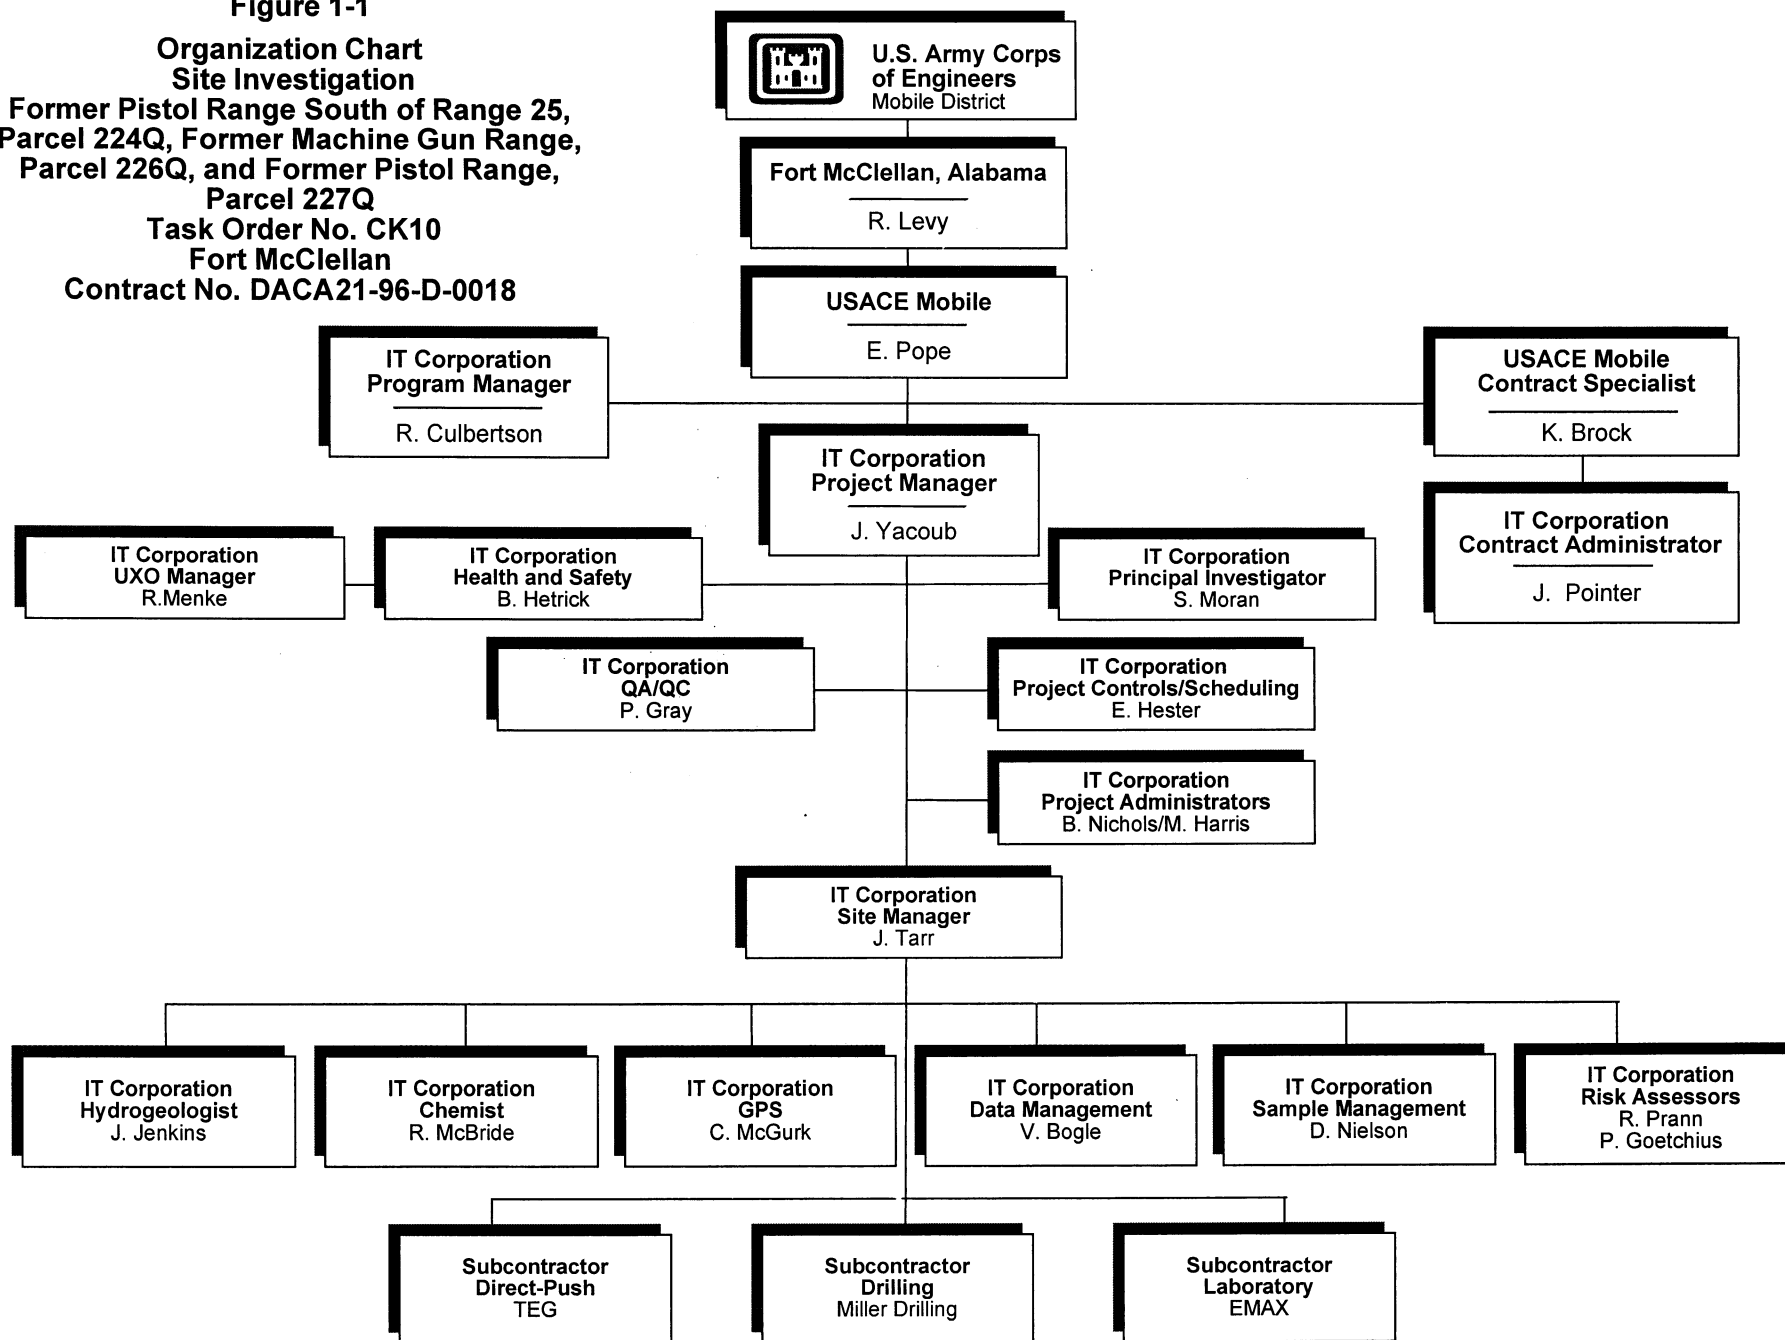 Figure 1-1
Organization Chart
Site Investigation
Former Pistol Range South of Range 25,
Parcel 224Q, Former Machine Gun Range,
Parcel 226Q, and Former Pistol Range,
Parcel 227Q
Task Order No. CK10
Fort McClellan
Contract No. DACA21-96-D-0018
U.S. Army Corps
of Engineers
Mobile District
Fort McClellan, Alabama
R. Levy
USACE Mobile
E. Pope
IT Corporation
Program Manager
R. Culbertson
USACE Mobile
Contract Specialist
K. Brock
IT Corporation
Project Manager
J. Yacoub
IT Corporation
Contract Administrator
J. Pointer
IT Corporation
UXO Manager
R.Menke
IT Corporation
Health and Safety
B. Hetrick
IT Corporation
Principal Investigator
S. Moran
IT Corporation
QA/QC
P. Gray
IT Corporation
Project Controls/Scheduling
E. Hester
IT Corporation
Project Administrators
B. Nichols/M. Harris
IT Corporation
Site Manager
J. Tarr
IT Corporation
Hydrogeologist
J. Jenkins
IT Corporation
Chemist
R. McBride
IT Corporation
GPS
C. McGurk
IT Corporation
Data Management
V. Bogle
IT Corporation
Sample Management
D. Nielson
IT Corporation
Risk Assessors
R. Prann
P. Goetchius
Subcontractor
Direct-Push
TEG
Subcontractor
Drilling
Miller Drilling
Subcontractor
Laboratory
EMAX